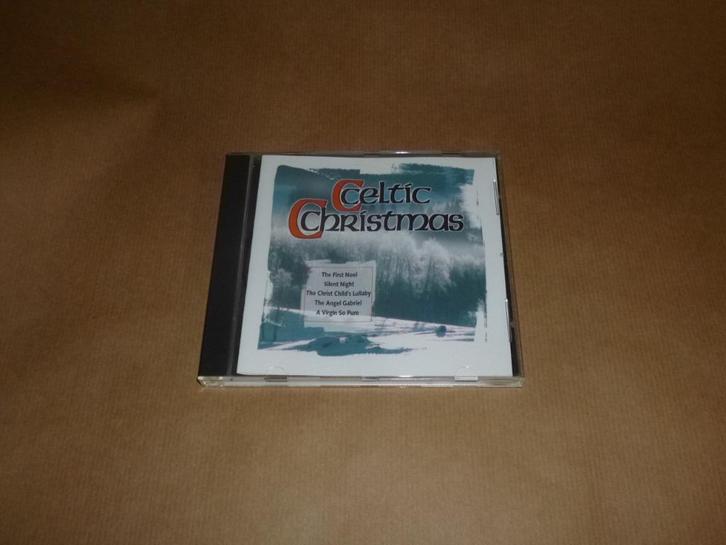 Celtic
Christmas
The First Noel
Silent Night
The Christ Child's Lullaby
The Angel Gabriel
A Virgin So Pure